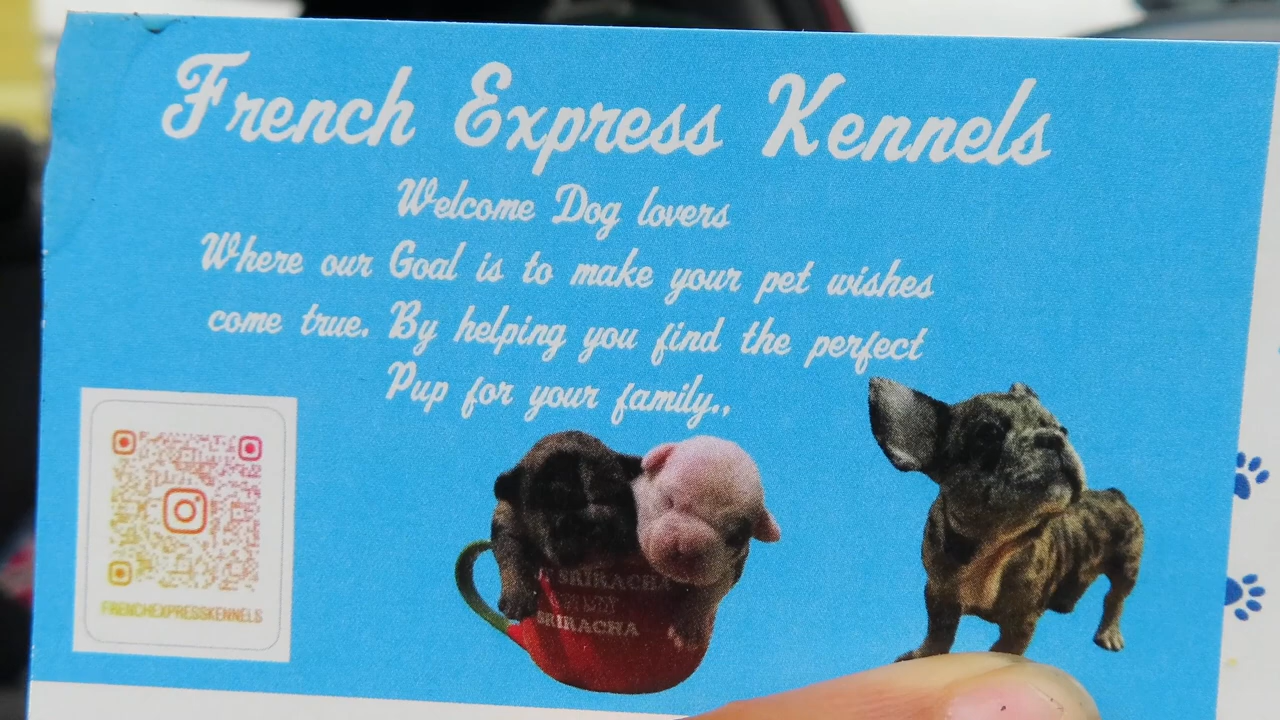 French Express Kennels
Welcome Dog lovers
Where our Goal is to make your pet wishes
come true. By helping you find the perfect
Pup for your family.,
FRENCHEXPRESSKENNELS
SRIRACHA
SRIRACHA